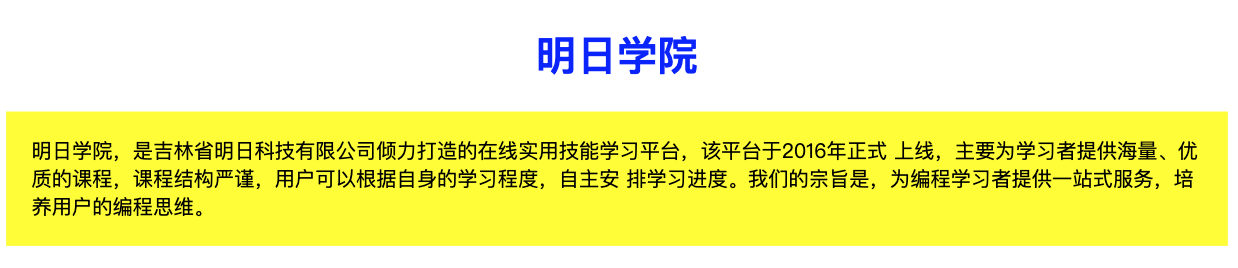 明日学院
明日学院，是吉林省明日科技有限公司倾力打造的在线实用技能学习平台，该平台于2016年正式 上线，主要为学习者提供海量、优
质的课程，课程结构严谨，用户可以根据自身的学习程度，自主安 排学习进度。我们的宗旨是，为编程学习者提供一站式服务，培
养用户的编程思维。